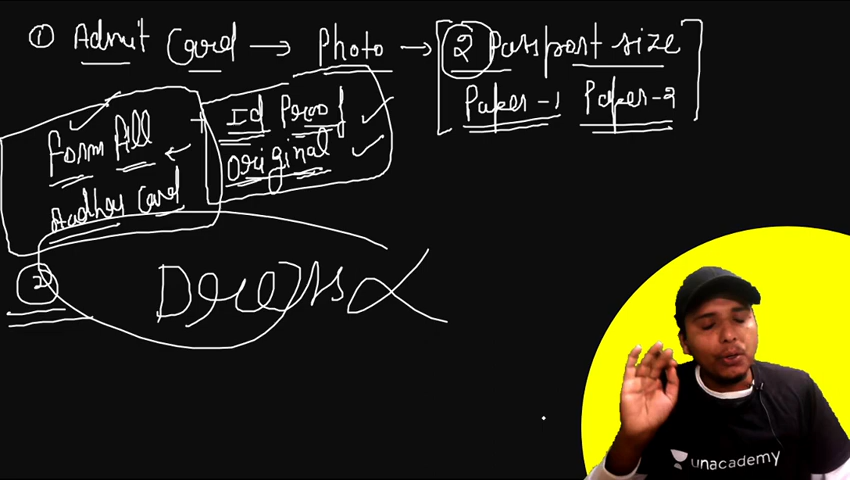 ① Admit Card → Photo → [② Passport size
Paper-1 Paper-2]
Id Proof ✓
Original ✓
Form fill ✓ ←
Aadhar Card
② Dress
unacademy